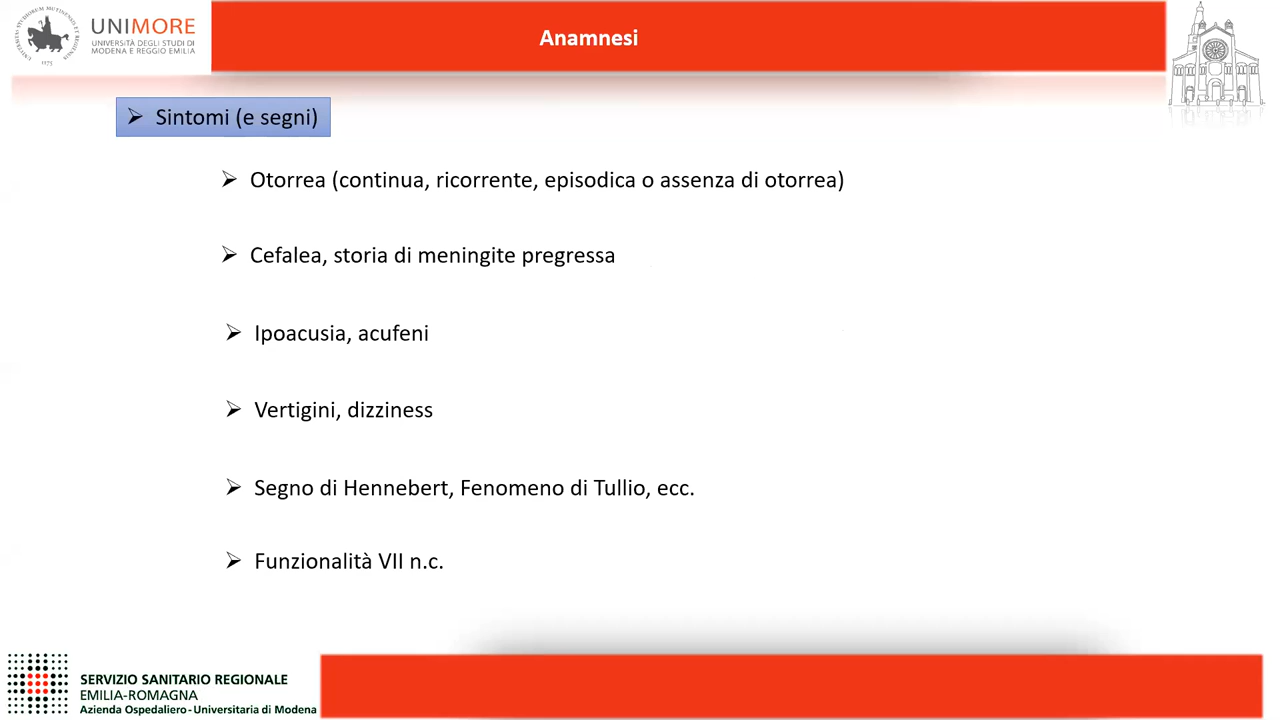 UNIMORE
UNIVERSITÀ DEGLI STUDI DI
MODENA E REGGIO EMILIA
1175
Anamnesi
➢ Sintomi (e segni)
➢ Otorrea (continua, ricorrente, episodica o assenza di otorrea)
➢ Cefalea, storia di meningite pregressa
➢ Ipoacusia, acufeni
➢ Vertigini, dizziness
➢ Segno di Hennebert, Fenomeno di Tullio, ecc.
➢ Funzionalità VII n.c.
SERVIZIO SANITARIO REGIONALE
EMILIA-ROMAGNA
Azienda Ospedaliero - Universitaria di Modena